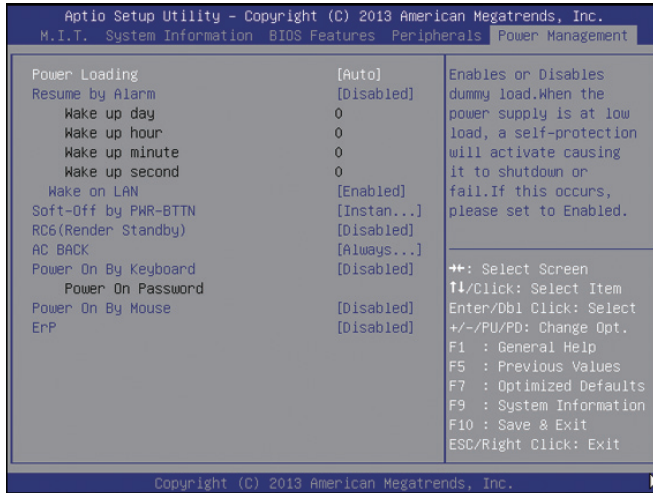 Aptio Setup Utility – Copyright (C) 2013 American Megatrends, Inc.
M.I.T. System Information BIOS Features Peripherals Power Management
Power Loading [Auto]
Resume by Alarm [Disabled]
Wake up day 0
Wake up hour 0
Wake up minute 0
Wake up second 0
Wake on LAN [Enabled]
Soft-Off by PWR-BTTN [Instan...]
RC6(Render Standby) [Disabled]
AC BACK [Always...]
Power On By Keyboard [Disabled]
Power On Password
Power On By Mouse [Disabled]
ErP [Disabled]
Enables or Disables
dummy load.When the
power supply is at low
load, a self-protection
will activate causing
it to shutdown or
fail.If this occurs,
please set to Enabled.
→←: Select Screen
↑↓/Click: Select Item
Enter/Dbl Click: Select
+/-/PU/PD: Change Opt.
F1 : General Help
F5 : Previous Values
F7 : Optimized Defaults
F9 : System Information
F10 : Save & Exit
ESC/Right Click: Exit
Copyright (C) 2013 American Megatrends, Inc.